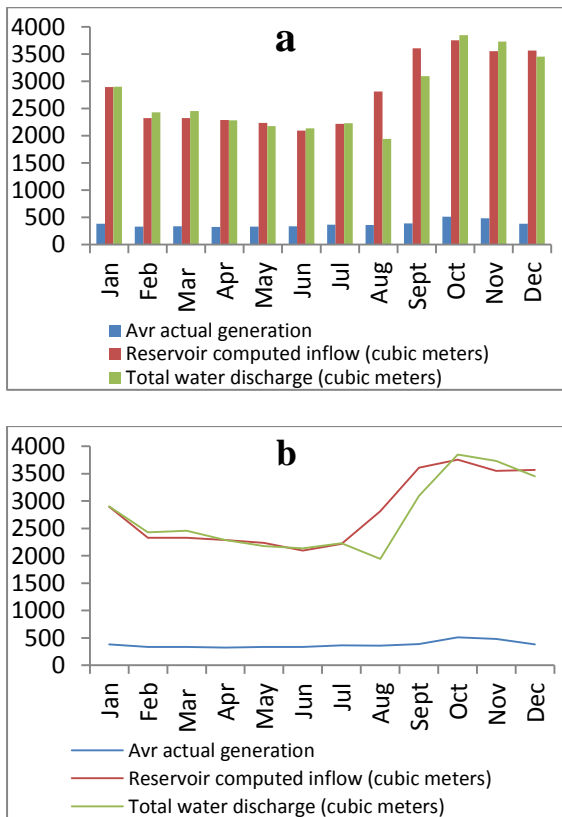 a
4000
3500
3000
2500
2000
1500
1000
500
0
Jan Feb Mar Apr May Jun Jul Aug Sept Oct Nov Dec
Avr actual generation
Reservoir computed inflow (cubic meters)
Total water discharge (cubic meters)
b
4000
3500
3000
2500
2000
1500
1000
500
0
Jan Feb Mar Apr May Jun Jul Aug Sept Oct Nov Dec
Avr actual generation
Reservoir computed inflow (cubic meters)
Total water discharge (cubic meters)